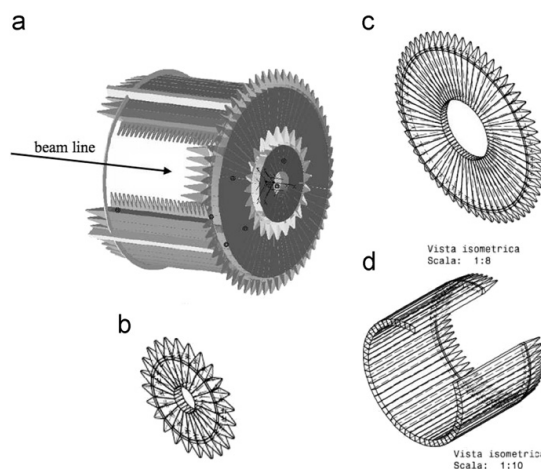 a
beam line
b
c
Vista isometrica
Scala: 1:8
d
Vista isometrica
Scala: 1:10